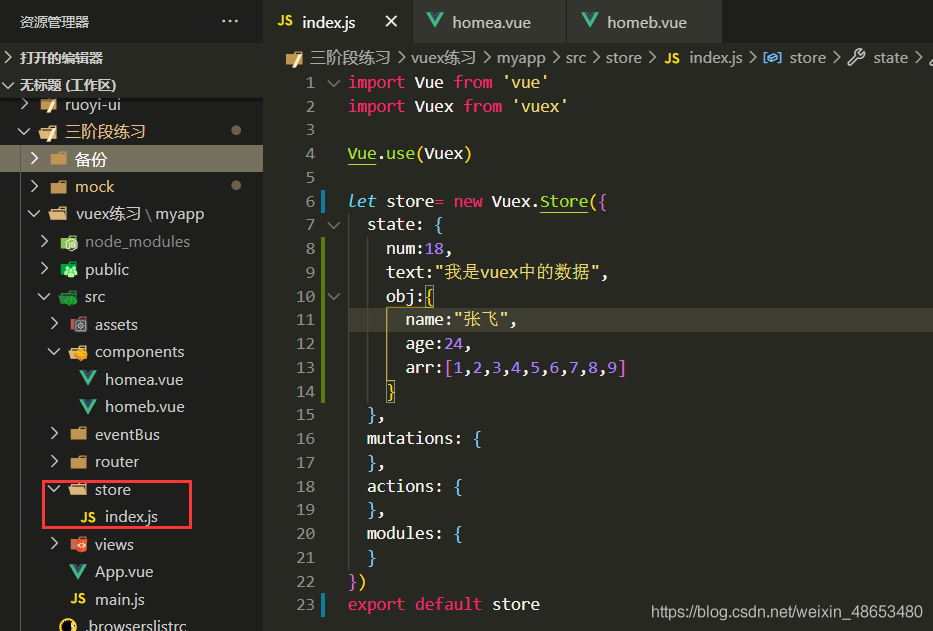 资源管理器 ···
打开的编辑器
无标题 (工作区)
ruoyi-ui
三阶段练习
备份
mock
vuex练习 \ myapp
node_modules
public
src
assets
components
homea.vue
homeb.vue
eventBus
router
store
JS index.js
views
App.vue
JS main.js
.browserslistrc
JS index.js × homea.vue homeb.vue
三阶段练习 > vuex练习 > myapp > src > store > JS index.js > store > state >
1 import Vue from 'vue'
2 import Vuex from 'vuex'
3
4 Vue.use(Vuex)
5
6 let store= new Vuex.Store({
7 state: {
8 num:18,
9 text:"我是vuex中的数据",
10 obj:{
11 name:"张飞",
12 age:24,
13 arr:[1,2,3,4,5,6,7,8,9]
14 }
15 },
16 mutations: {
17 },
18 actions: {
19 },
20 modules: {
21 }
22 })
23 export default store
https://blog.csdn.net/weixin_48653480